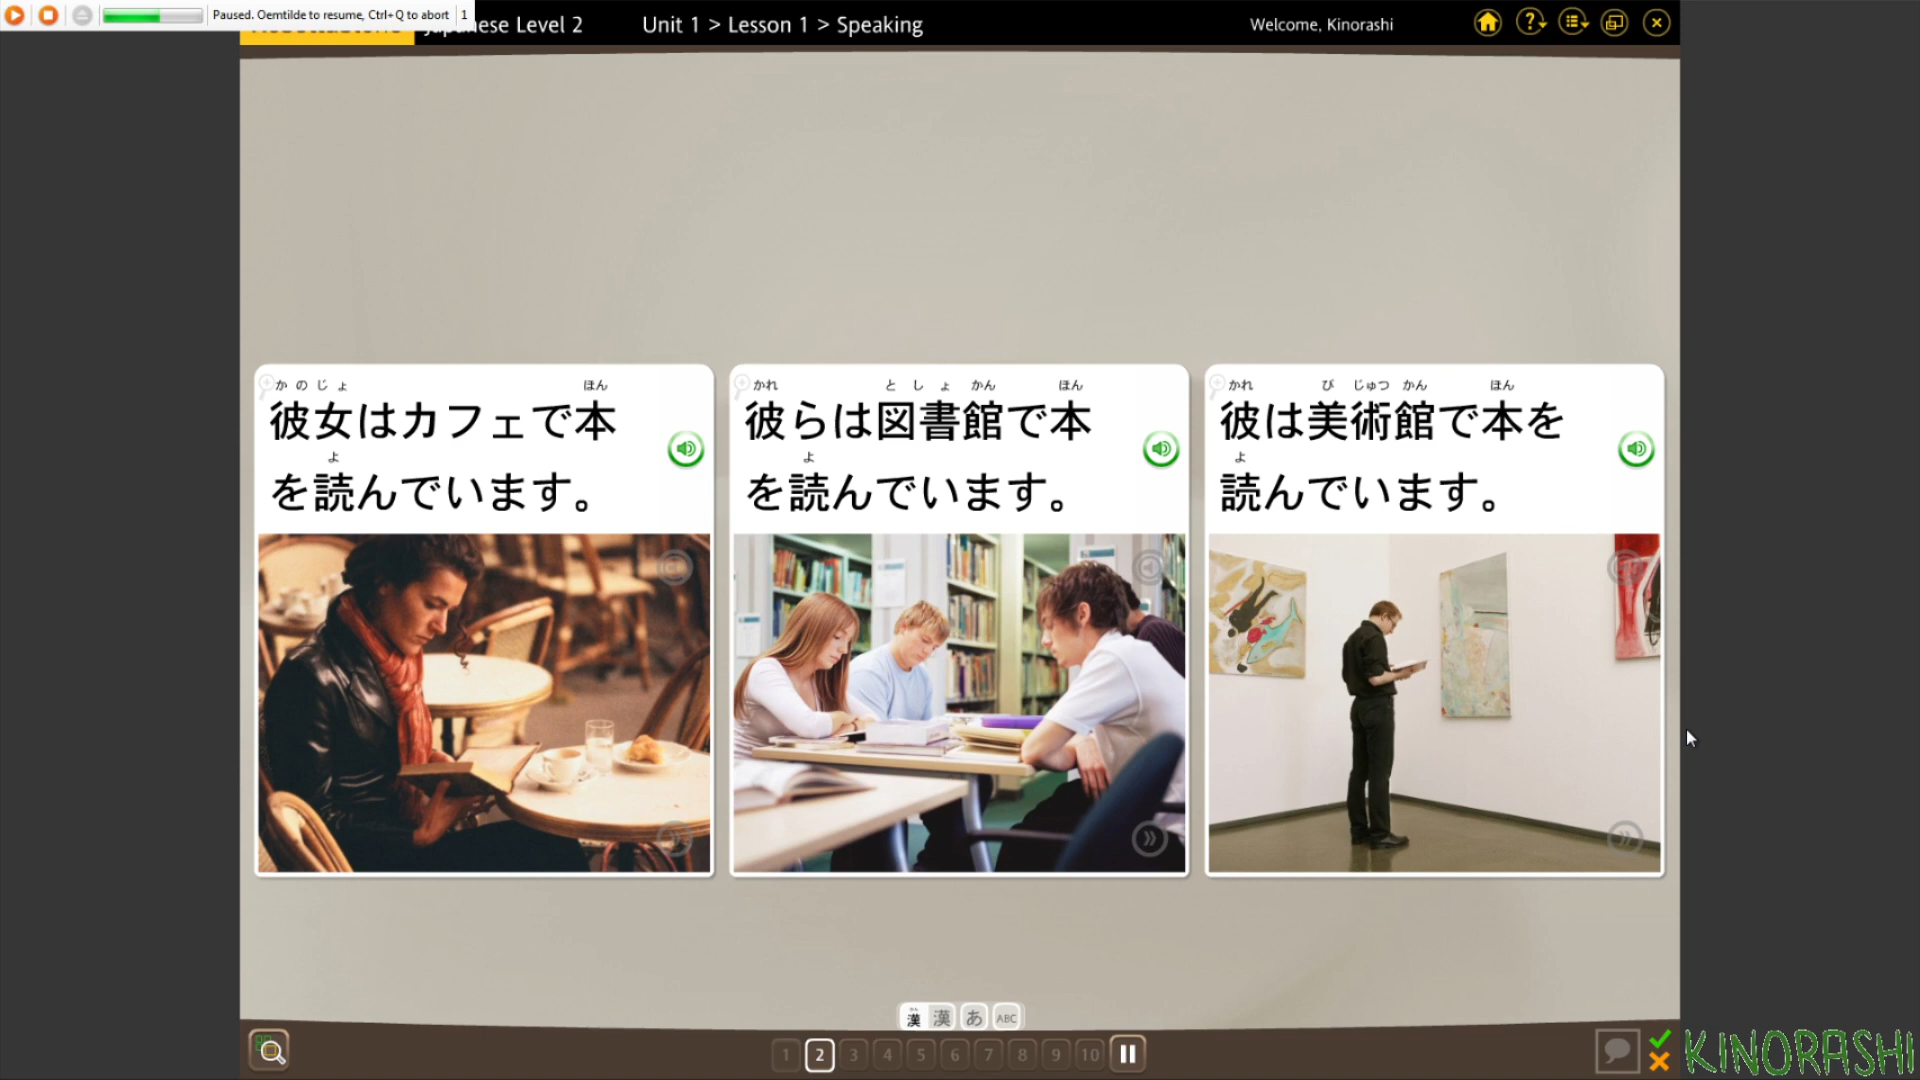 Paused. Oemtilde to resume, Ctrl+Q to abort
1
nese Level 2
Unit 1 > Lesson 1 > Speaking
Welcome, Kinorashi
?
か の じ ょ ほん
彼女はカフェで本
よ
を読んでいます。
かれ と し ょ かん ほん
彼らは図書館で本
よ
を読んでいます。
かれ び じゅつ かん ほん
彼は美術館で本を
よ
読んでいます。
かん
漢 漢 あ ABC
1 2 3 4 5 6 7 8 9 10
KINORASHI